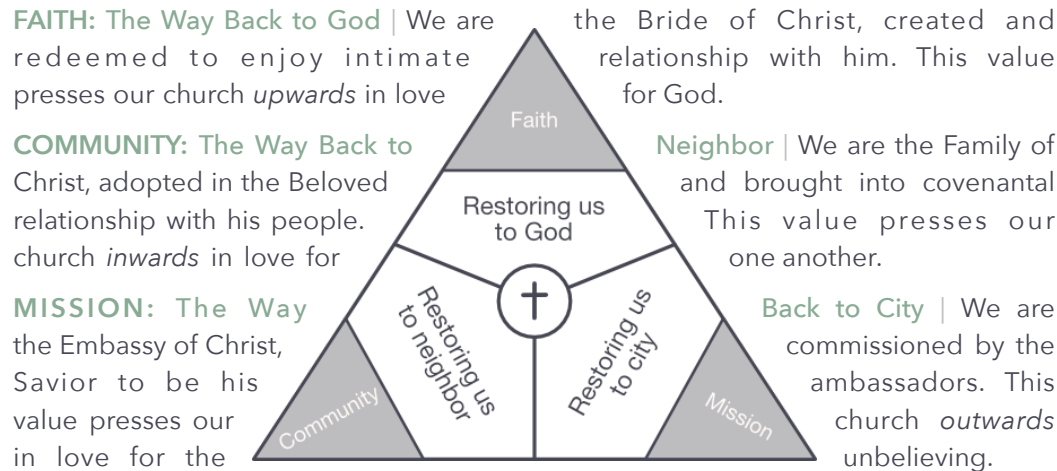 FAITH: The Way Back to God | We are the Bride of Christ, created and
redeemed to enjoy intimate relationship with him. This value
presses our church upwards in love for God.
COMMUNITY: The Way Back to Neighbor | We are the Family of
Christ, adopted in the Beloved and brought into covenantal
relationship with his people. This value presses our
church inwards in love for one another.
MISSION: The Way Back to City | We are
the Embassy of Christ, commissioned by the
Savior to be his ambassadors. This
value presses our church outwards
in love for the unbelieving.
Faith
Restoring us
to God
Restoring us
to neighbor
Restoring us
to city
Community
Mission